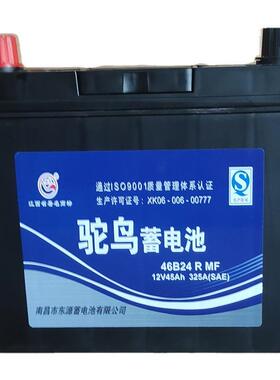 通过ISO9001质量管理体系认证
生产许可证号：XK06-006-00777
江西省著名商标
驼鸟蓄电池
46B24 R MF
12V45Ah 325A(SAE)
南昌市东源蓄电池有限公司